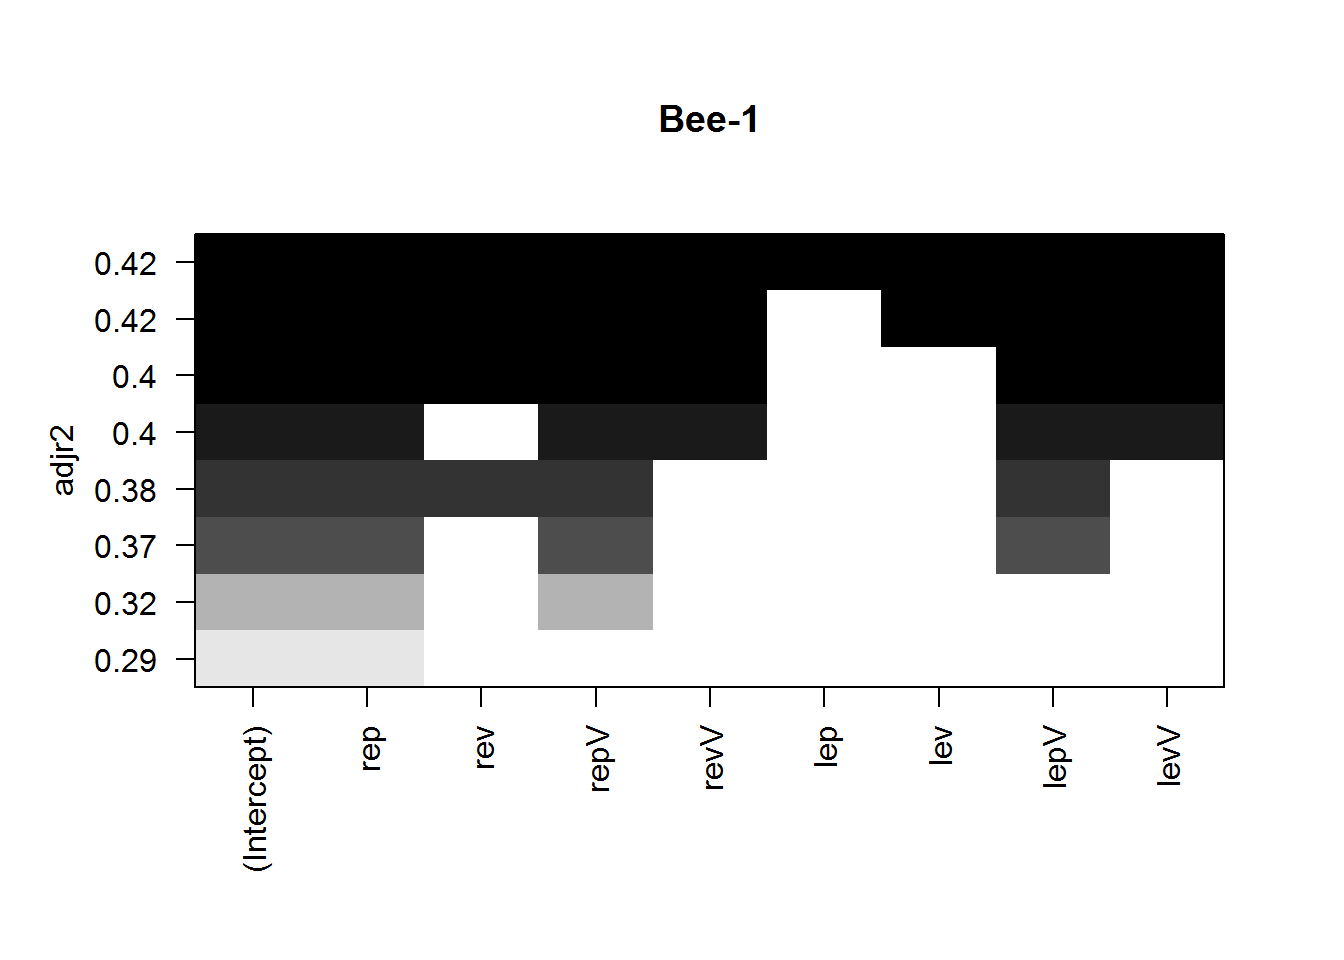 Bee-1
adjr2
0.42
0.42
0.4
0.4
0.38
0.37
0.32
0.29
(Intercept)
rep
rev
repV
revV
lep
lev
lepV
levV